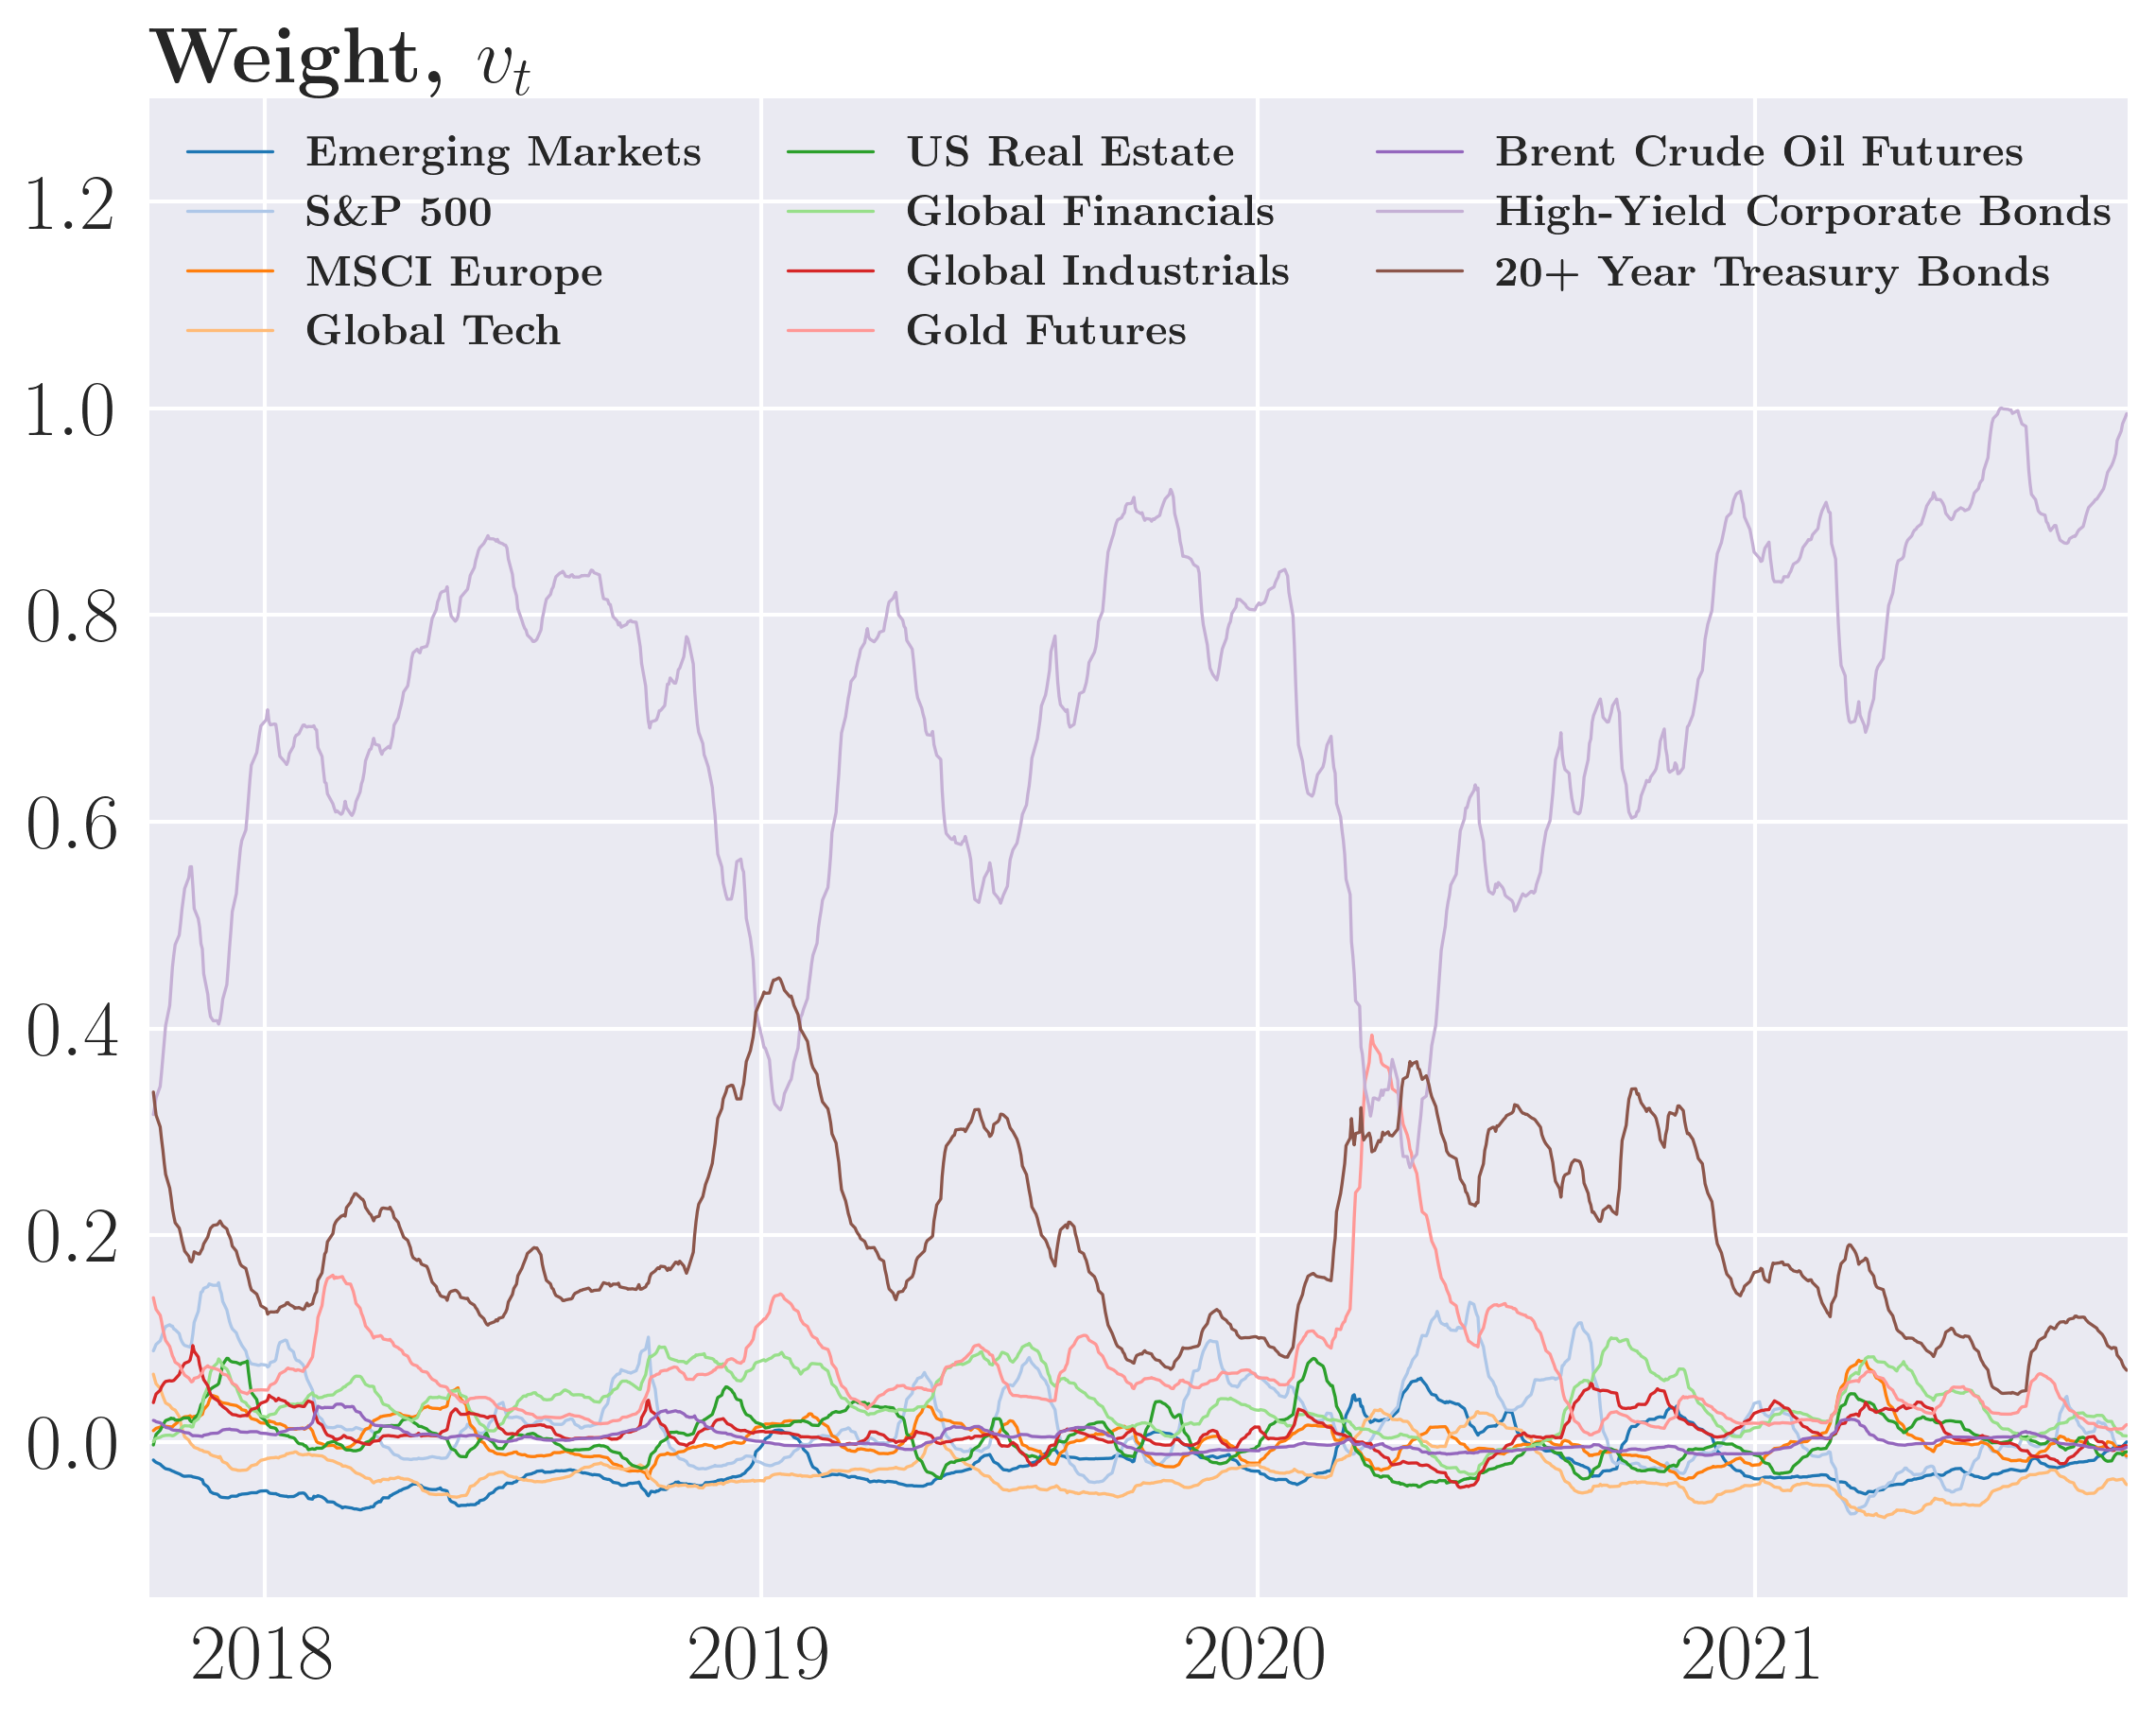 Weight, v_t
Emerging Markets
S&P 500
MSCI Europe
Global Tech
US Real Estate
Global Financials
Global Industrials
Gold Futures
Brent Crude Oil Futures
High-Yield Corporate Bonds
20+ Year Treasury Bonds
1.2
1.0
0.8
0.6
0.4
0.2
0.0
2018 2019 2020 2021